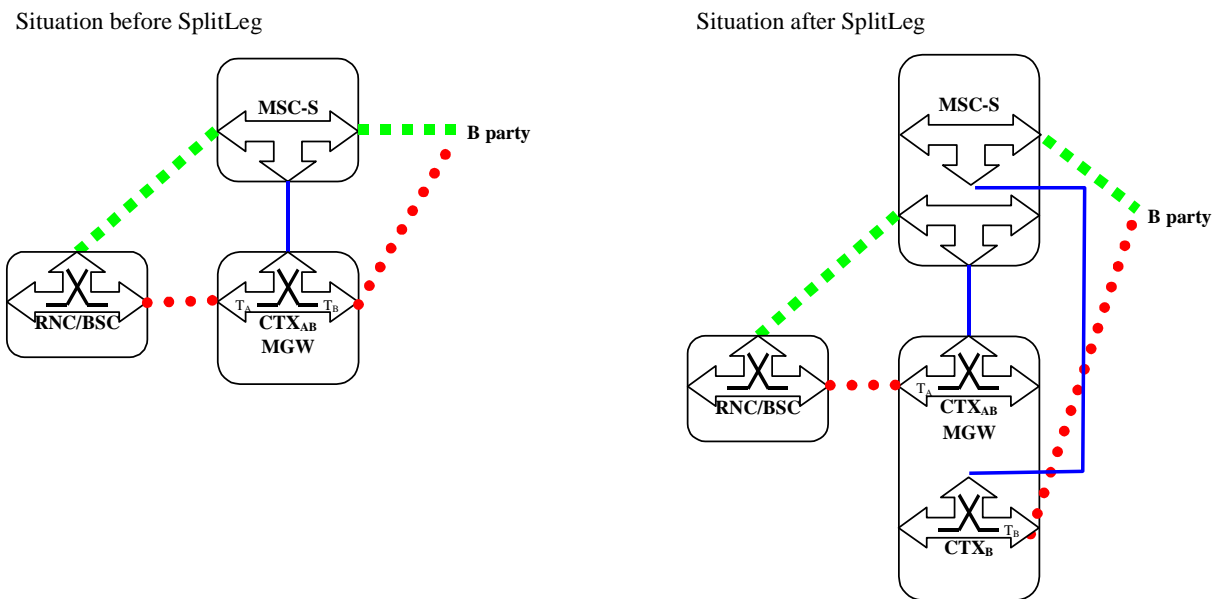 Situation before SplitLeg
MSC-S
B party
RNC/BSC
TA TB
CTXAB
MGW
Situation after SplitLeg
MSC-S
B party
RNC/BSC
TA
CTXAB
MGW
TB
CTXB